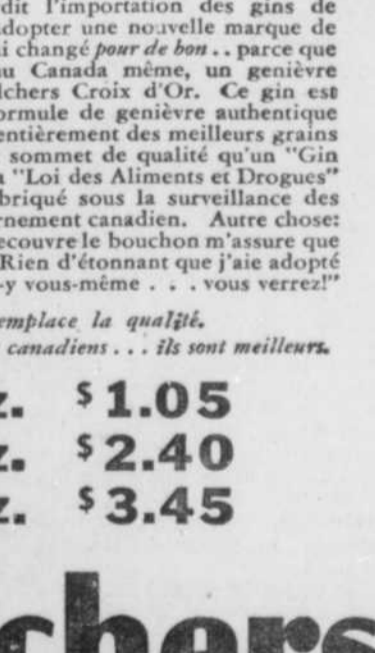 dit l'importation des gins de
dopter une nouvelle marque de
i changé pour de bon .. parce que
u Canada même, un genièvre
lchers Croix d'Or. Ce gin est
ormule de genièvre authentique
entièrement des meilleurs grains
sommet de qualité qu'un "Gin
a "Loi des Aliments et Drogues"
briqué sous la surveillance des
rnement canadien. Autre chose:
ecouvre le bouchon m'assure que
Rien d'étonnant que j'aie adopté
-y vous-même . . . vous verrez!"
emplace la qualité.
canadiens . . . ils sont meilleurs.
z. $1.05
z. $2.40
z. $3.45
chers